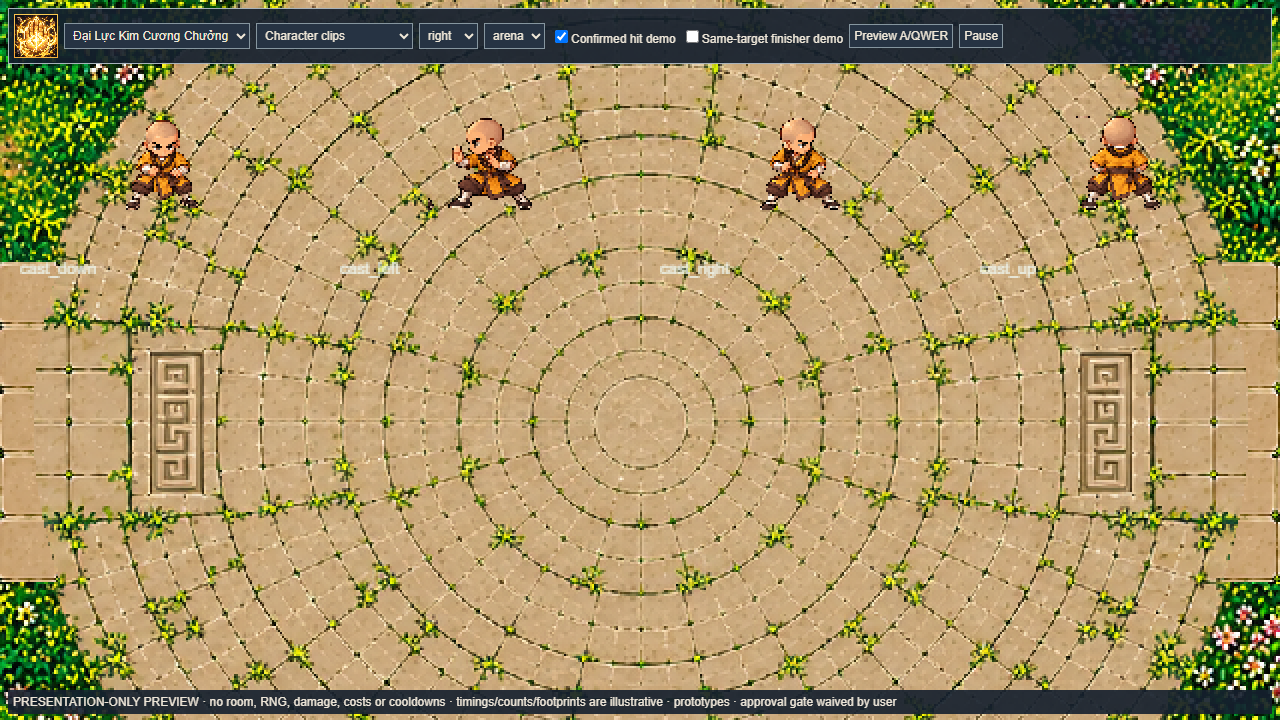 Đại Lực Kim Cương Chưởng Character clips right arena Confirmed hit demo Same-target finisher demo Preview A/QWER Pause
cast_down cast_left cast_right cast_up
PRESENTATION-ONLY PREVIEW · no room, RNG, damage, costs or cooldowns · timings/counts/footprints are illustrative · prototypes · approval gate waived by user